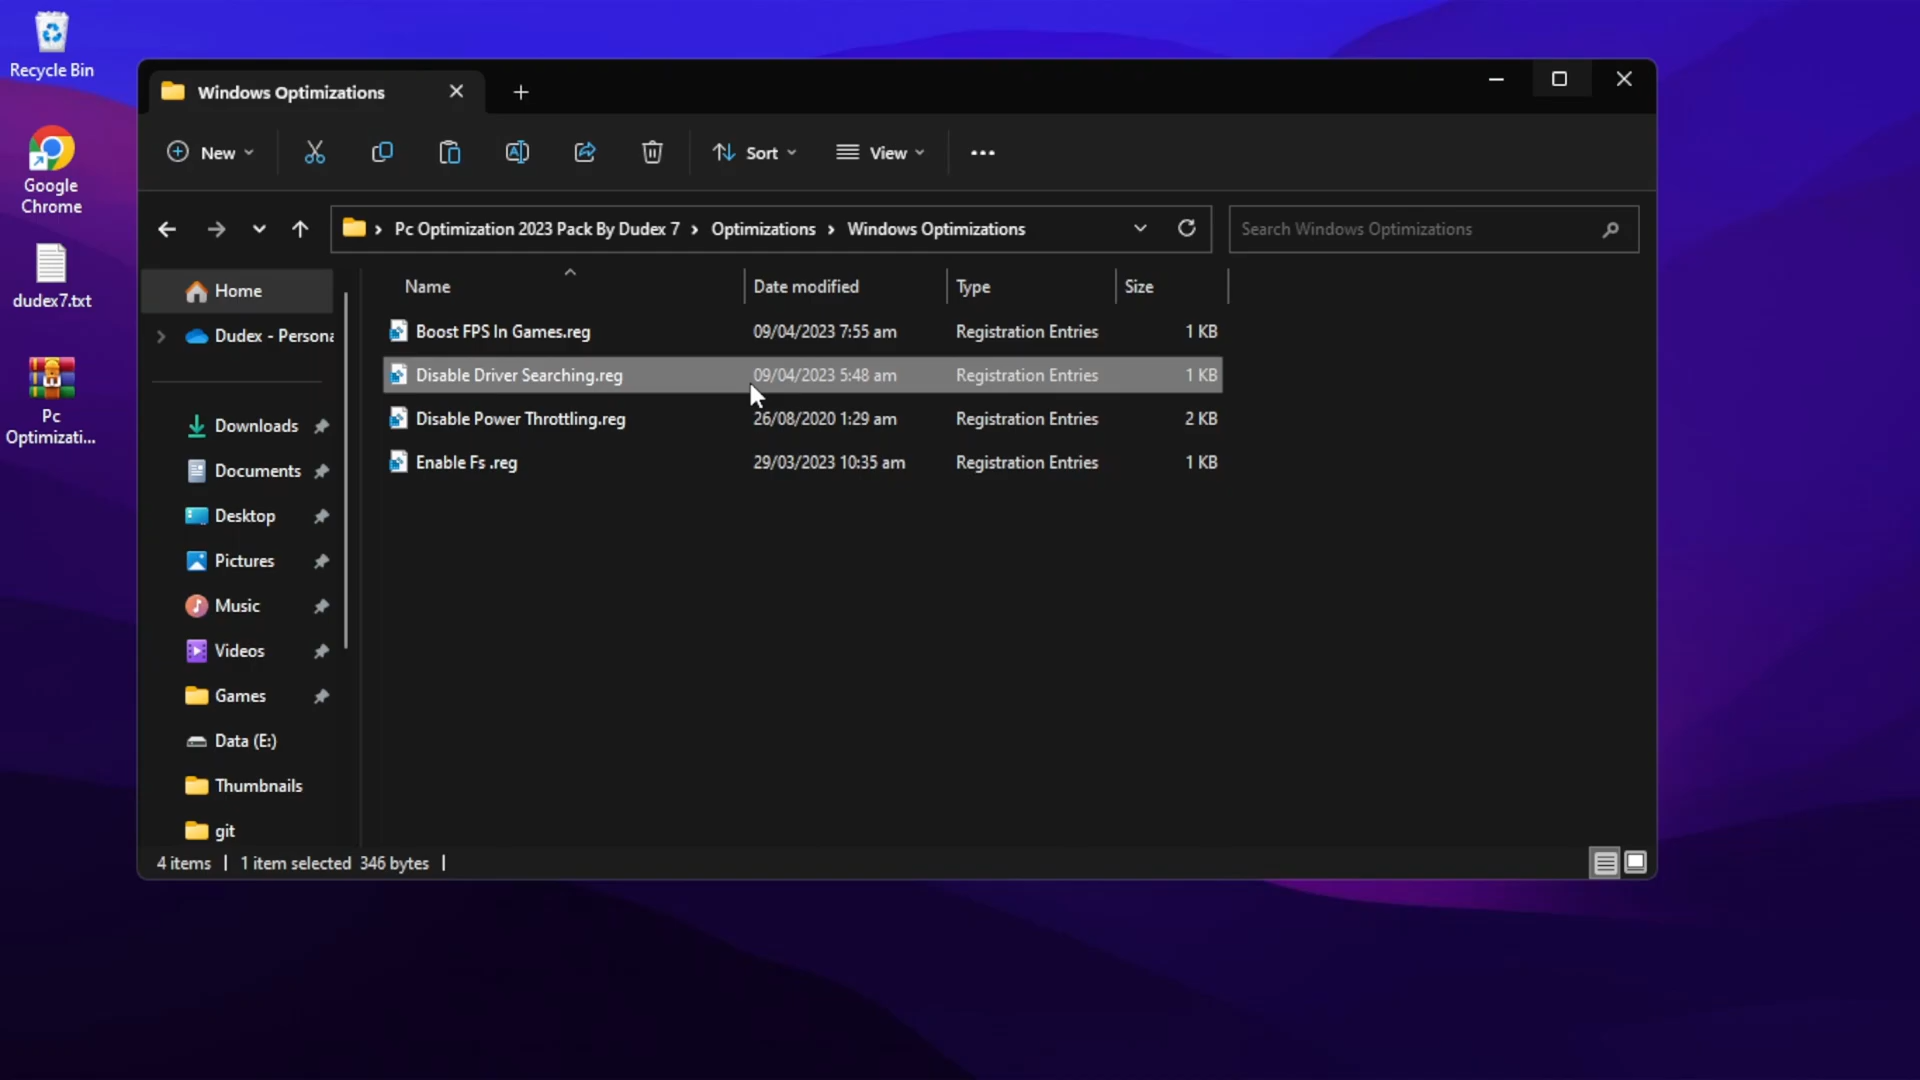 Recycle Bin
Google
Chrome
dudex7.txt
Pc
Optimizati...
Windows Optimizations
New
Sort
View
Pc Optimization 2023 Pack By Dudex 7 > Optimizations > Windows Optimizations
Search Windows Optimizations
Home
Dudex - Persona
Downloads
Documents
Desktop
Pictures
Music
Videos
Games
Data (E:)
Thumbnails
git
Name Date modified Type Size
Boost FPS In Games.reg 09/04/2023 7:55 am Registration Entries 1 KB
Disable Driver Searching.reg 09/04/2023 5:48 am Registration Entries 1 KB
Disable Power Throttling.reg 26/08/2020 1:29 am Registration Entries 2 KB
Enable Fs .reg 29/03/2023 10:35 am Registration Entries 1 KB
4 items | 1 item selected 346 bytes |